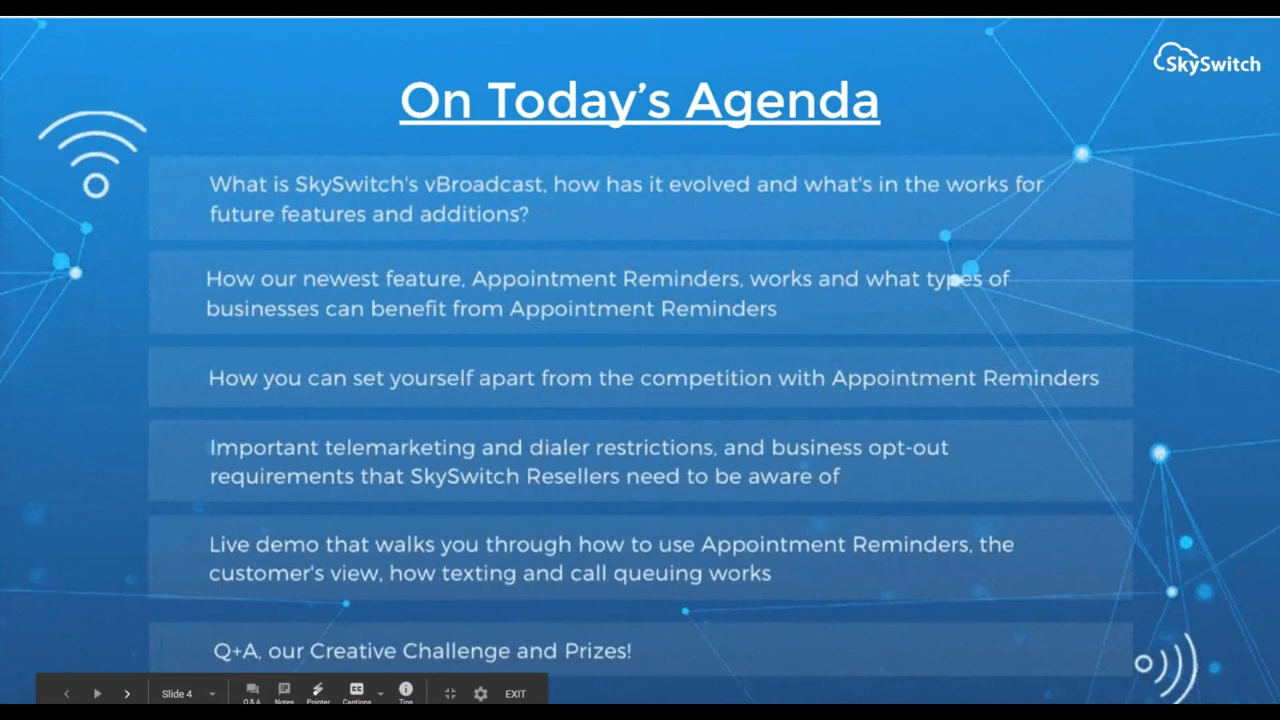 SkySwitch
On Today's Agenda
What is SkySwitch's vBroadcast, how has it evolved and what's in the works for
future features and additions?
How our newest feature, Appointment Reminders, works and what types of
businesses can benefit from Appointment Reminders
How you can set yourself apart from the competition with Appointment Reminders
Important telemarketing and dialer restrictions, and business opt-out
requirements that SkySwitch Resellers need to be aware of
Live demo that walks you through how to use Appointment Reminders, the
customer's view, how texting and call queuing works
Q+A, our Creative Challenge and Prizes!
Slide 4 Q & A Notes Pointer CC Captions Tips EXIT